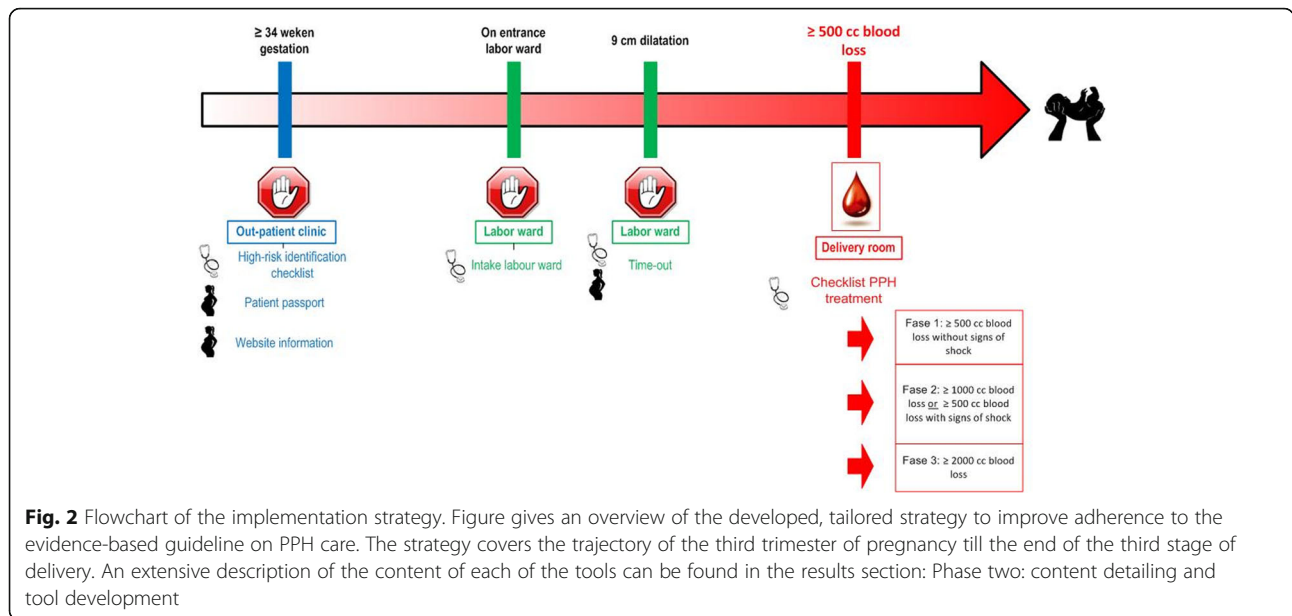 ≥ 34 weken
gestation
On entrance
labor ward
9 cm dilatation
≥ 500 cc blood
loss
Out-patient clinic
High-risk identification
checklist
Patient passport
Website information
Labor ward
Intake labour ward
Labor ward
Time-out
Delivery room
Checklist PPH
treatment
Fase 1: ≥ 500 cc blood
loss without signs of
shock
Fase 2: ≥ 1000 cc blood
loss or ≥ 500 cc blood
loss with signs of shock
Fase 3: ≥ 2000 cc blood
loss
Fig. 2 Flowchart of the implementation strategy. Figure gives an overview of the developed, tailored strategy to improve adherence to the
evidence-based guideline on PPH care. The strategy covers the trajectory of the third trimester of pregnancy till the end of the third stage of
delivery. An extensive description of the content of each of the tools can be found in the results section: Phase two: content detailing and
tool development